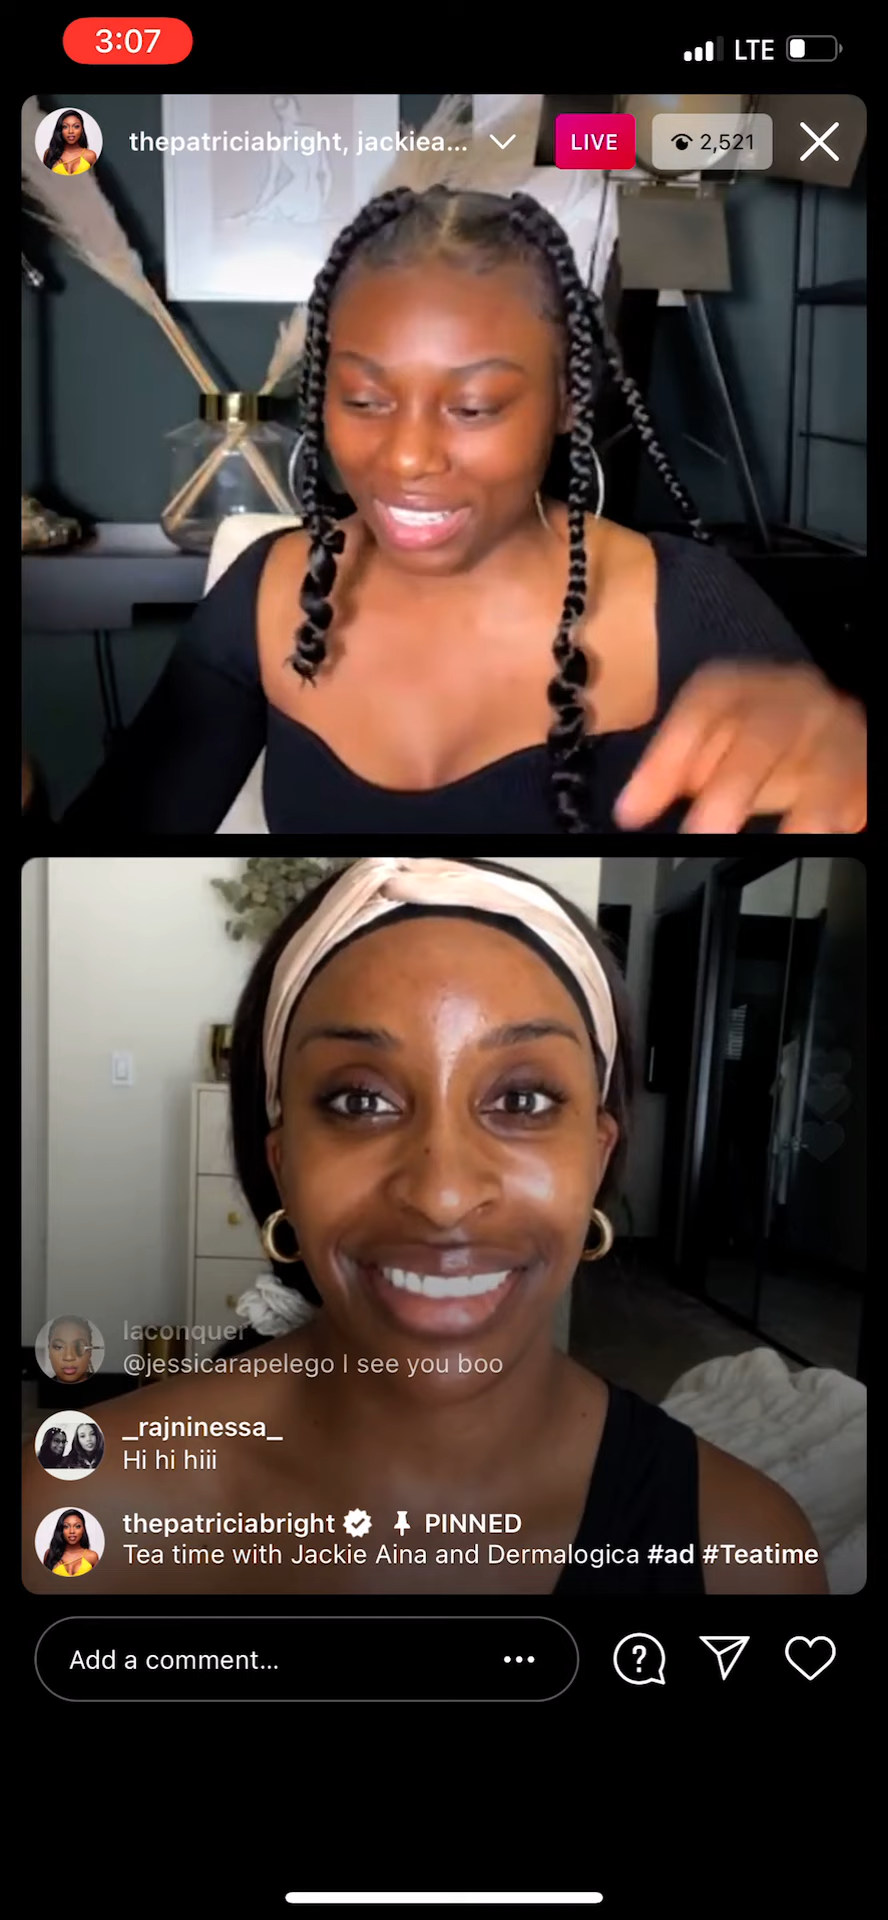 3:07
LTE
thepatriciabright, jackiea...
LIVE
2,521
laconquer
@jessicarapelego I see you boo
_rajninessa_
Hi hi hiii
thepatriciabright PINNED
Tea time with Jackie Aina and Dermalogica #ad #Teatime
Add a comment...
?